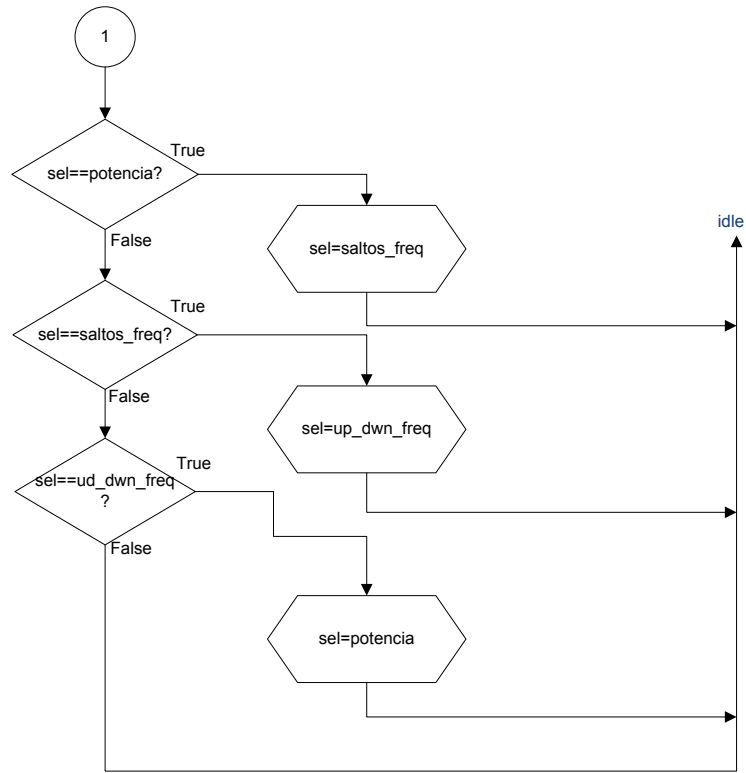 1
True
sel==potencia?
False
sel=saltos_freq
idle
True
sel==saltos_freq?
False
sel=up_dwn_freq
True
sel==ud_dwn_freq
?
False
sel=potencia